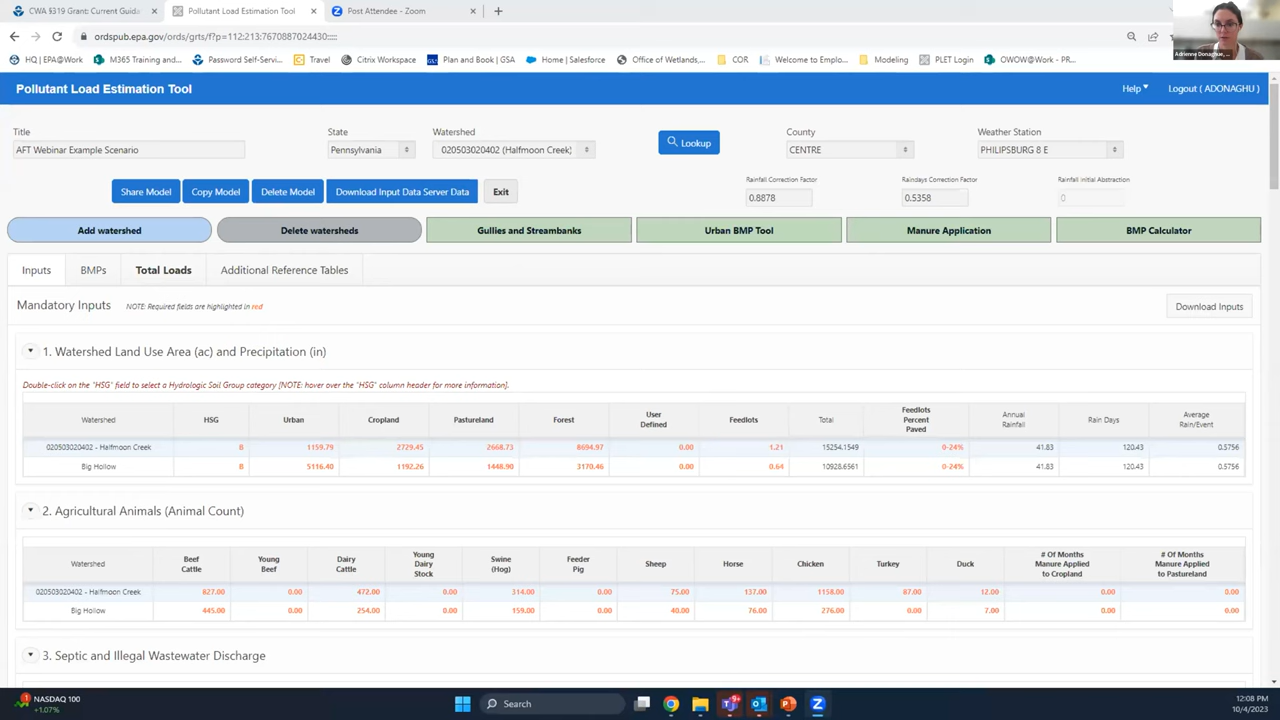 CWA §319 Grant: Current Guida
Pollutant Load Estimation Tool
Post Attendee - Zoom
ordspub.epa.gov/ords/grts/f?p=112:213:7670887024430:::::
HQ | EPA@Work
M365 Training and...
Password Self-Servi...
Travel
Citrix Workspace
Plan and Book | GSA
Home | Salesforce
Office of Wetlands,...
COR
Welcome to Emplo...
Modeling
PLET Login
OWOW@Work - PR...
Adrienne Donaghue, ...
Pollutant Load Estimation Tool
Help
Logout ( ADONAGHU )
Title
State
Watershed
County
Weather Station
AFT Webinar Example Scenario
Pennsylvania
020503020402 (Halfmoon Creek)
Lookup
CENTRE
PHILIPSBURG 8 E
Share Model
Copy Model
Delete Model
Download Input Data Server Data
Exit
Rainfall Correction Factor
Raindays Correction Factor
Rainfall Initial Abstraction
0.8878
0.5358
0
Add watershed
Delete watersheds
Gullies and Streambanks
Urban BMP Tool
Manure Application
BMP Calculator
Inputs
BMPs
Total Loads
Additional Reference Tables
Mandatory Inputs
NOTE: Required fields are highlighted in red
Download Inputs
1. Watershed Land Use Area (ac) and Precipitation (in)
Double-click on the "HSG" field to select a Hydrologic Soil Group category [NOTE: hover over the "HSG" column header for more information].
Watershed HSG Urban Cropland Pastureland Forest User Defined Feedlots Total Feedlots Percent Paved Annual Rainfall Rain Days Average Rain/Event
020503020402 - Halfmoon Creek B 1159.79 2729.45 2668.73 8694.97 0.00 1.21 15254.1549 0-24% 41.83 120.43 0.5756
Big Hollow B 5116.40 1192.26 1448.90 3170.46 0.00 0.64 10928.6561 0-24% 41.83 120.43 0.5756
2. Agricultural Animals (Animal Count)
Watershed Beef Cattle Young Beef Dairy Cattle Young Dairy Stock Swine (Hog) Feeder Pig Sheep Horse Chicken Turkey Duck # Of Months Manure Applied to Cropland # Of Months Manure Applied to Pastureland
020503020402 - Halfmoon Creek 827.00 0.00 472.00 0.00 314.00 0.00 75.00 137.00 1158.00 87.00 12.00 0.00 0.00
Big Hollow 445.00 0.00 254.00 0.00 159.00 0.00 40.00 76.00 276.00 0.00 7.00 0.00 0.00
3. Septic and Illegal Wastewater Discharge
NASDAQ 100
+1.07%
Search
12:08 PM
10/4/2023